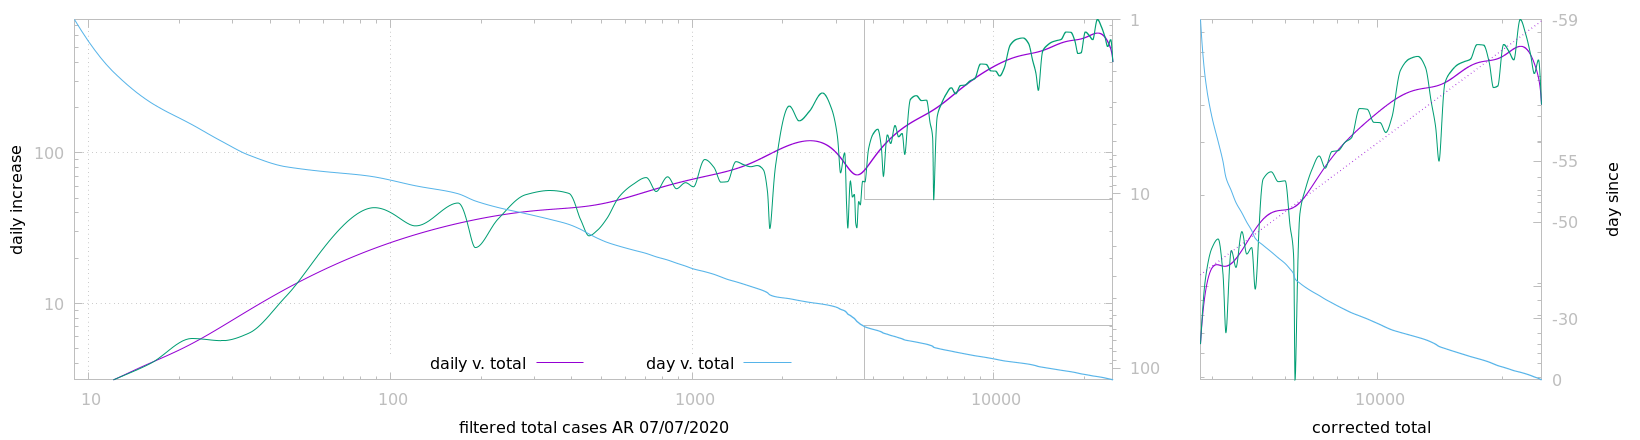 daily increase
100
10
10
100
1000
10000
filtered total cases AR 07/07/2020
daily v. total
day v. total
1
10
100
10000
corrected total
-59
-55
-50
-30
0
day since